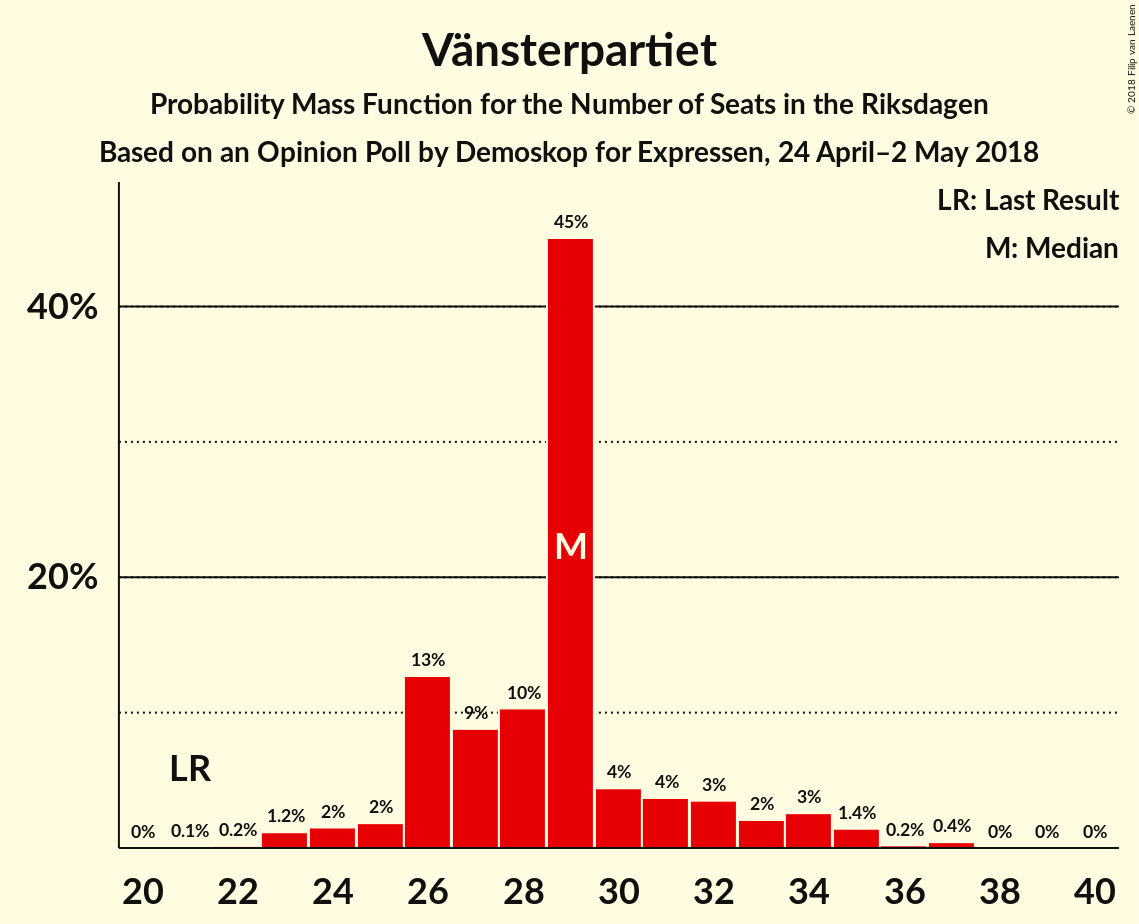 Vänsterpartiet
Probability Mass Function for the Number of Seats in the Riksdagen
Based on an Opinion Poll by Demoskop for Expressen, 24 April–2 May 2018
© 2018 Filip van Laenen
LR: Last Result
M: Median
40%
20%
0%
0.1%
0.2%
1.2%
2%
2%
13%
9%
10%
45%
4%
4%
3%
2%
3%
1.4%
0.2%
0.4%
0%
0%
0%
LR
M
20 22 24 26 28 30 32 34 36 38 40